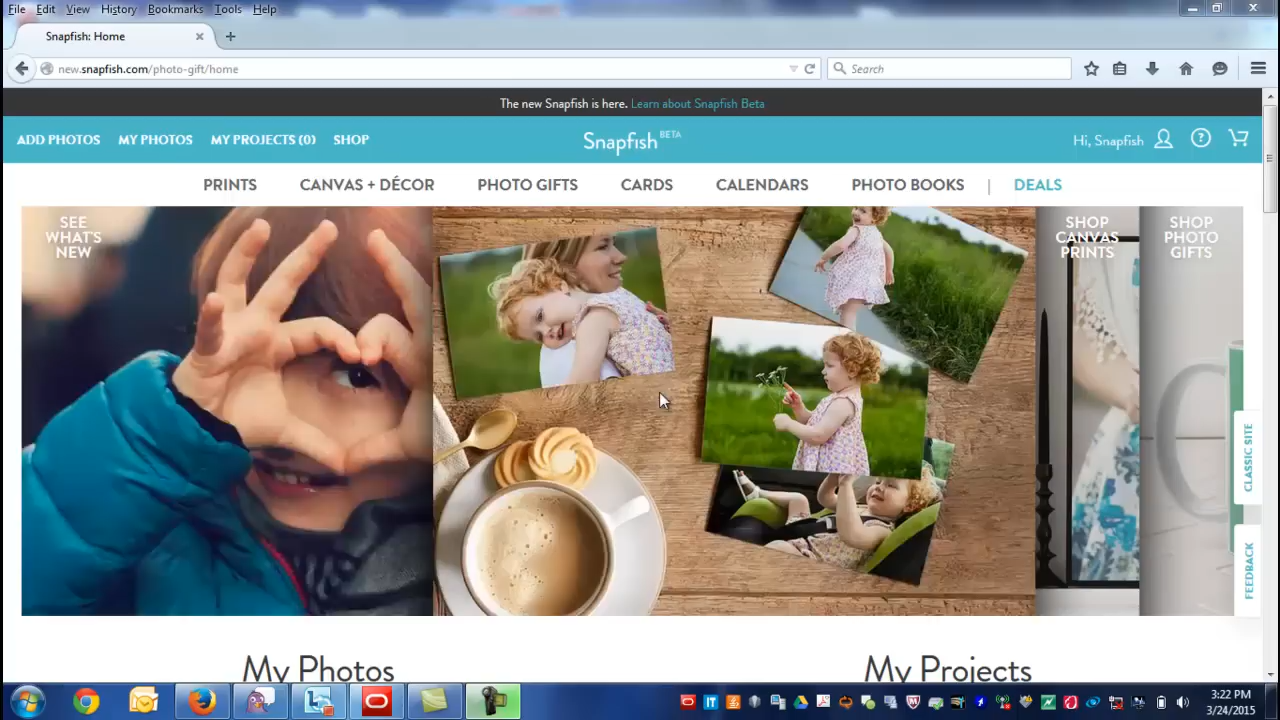 File Edit View History Bookmarks Tools Help
Snapfish: Home
new.snapfish.com/photo-gift/home
Search
The new Snapfish is here. Learn about Snapfish Beta
ADD PHOTOS MY PHOTOS MY PROJECTS (0) SHOP
Snapfish BETA
Hi, Snapfish
PRINTS CANVAS + DÉCOR PHOTO GIFTS CARDS CALENDARS PHOTO BOOKS | DEALS
SEE
WHAT'S
NEW
SHOP
CANVAS
PRINTS
SHOP
PHOTO
GIFTS
CLASSIC SITE
FEEDBACK
My Photos
My Projects
3:22 PM
3/24/2015